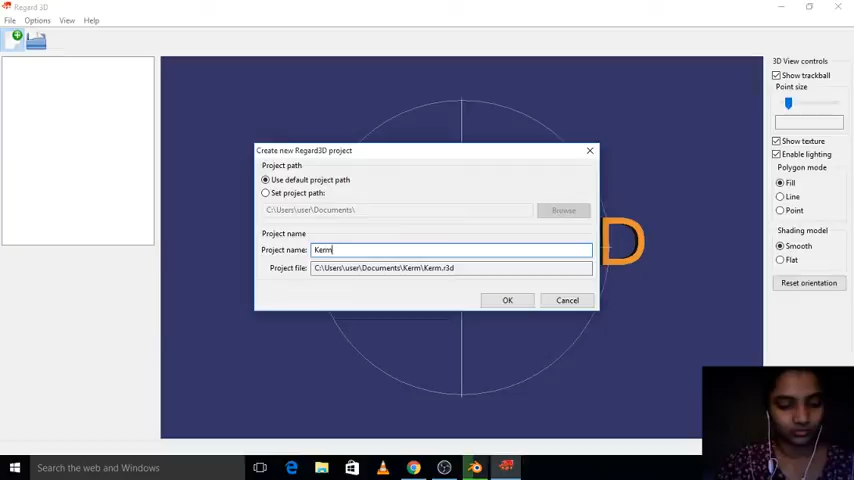 Regard 3D
File Options View Help
3D View controls
Show trackball
Point size
Show texture
Enable lighting
Polygon mode
Fill
Line
Point
Shading model
Smooth
Flat
Reset orientation
D
Create new Regard3D project
Project path
Use default project path
Set project path:
C:\Users\user\Documents\
Browse
Project name
Project name: Kerm
Project file: C:\Users\user\Documents\Kerm\Kerm.r3d
OK Cancel
Search the web and Windows